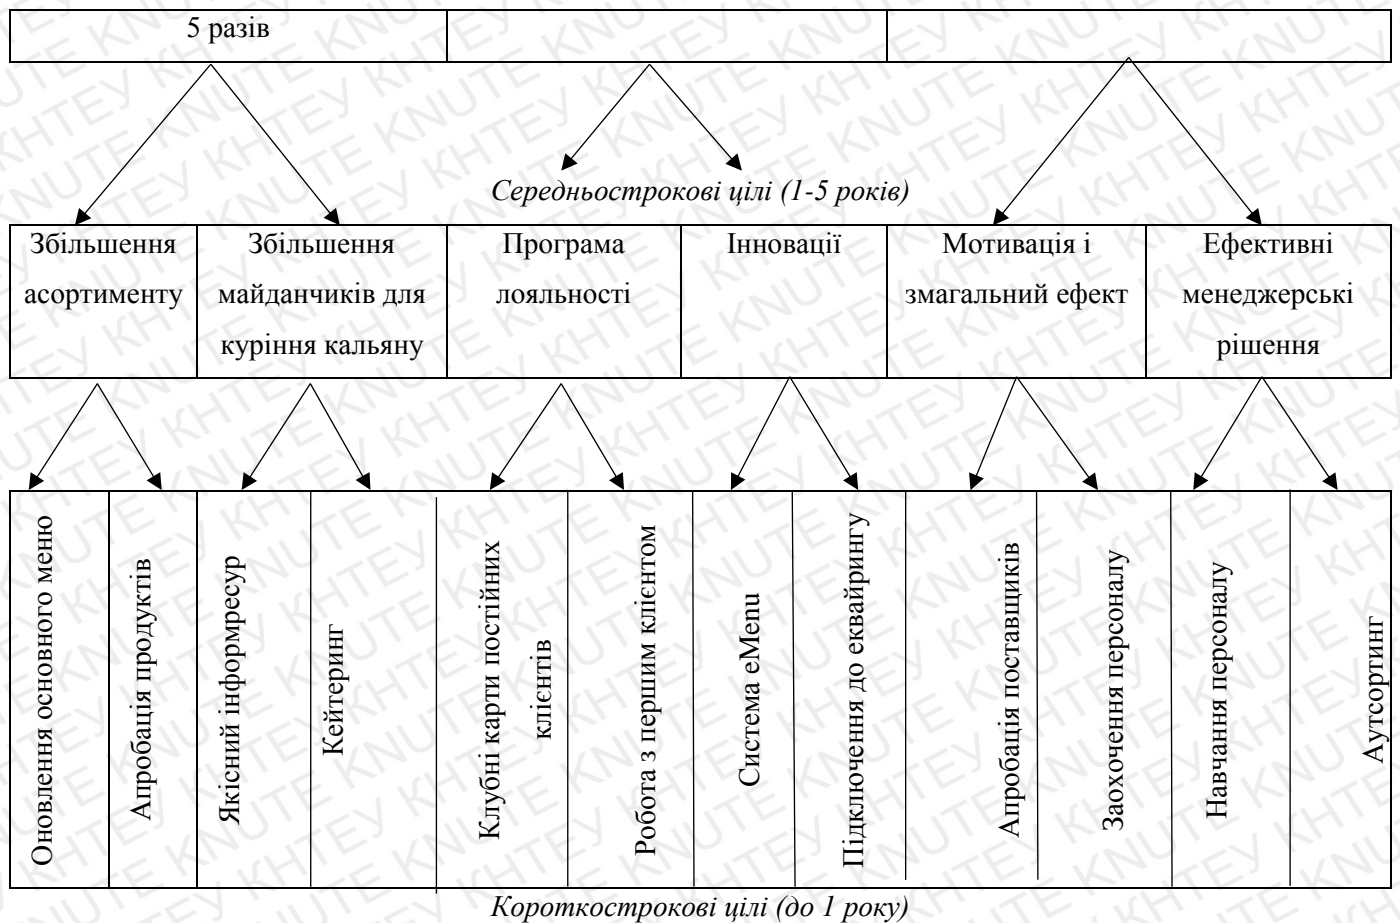 5 разів
Середньострокові цілі (1-5 років)
Збільшення
асортименту
Збільшення
майданчиків для
куріння кальяну
Програма
лояльності
Інновації
Мотивація і
змагальний ефект
Ефективні
менеджерські
рішення
Оновлення основного меню
Апробація продуктів
Якісний інформресур
Кейтеринг
Клубні карти постійних
клієнтів
Робота з першим клієнтом
Система eMenu
Підключення до еквайрингу
Апробація поставщиків
Заохочення персоналу
Навчання персоналу
Аутсортинг
Короткострокові цілі (до 1 року)